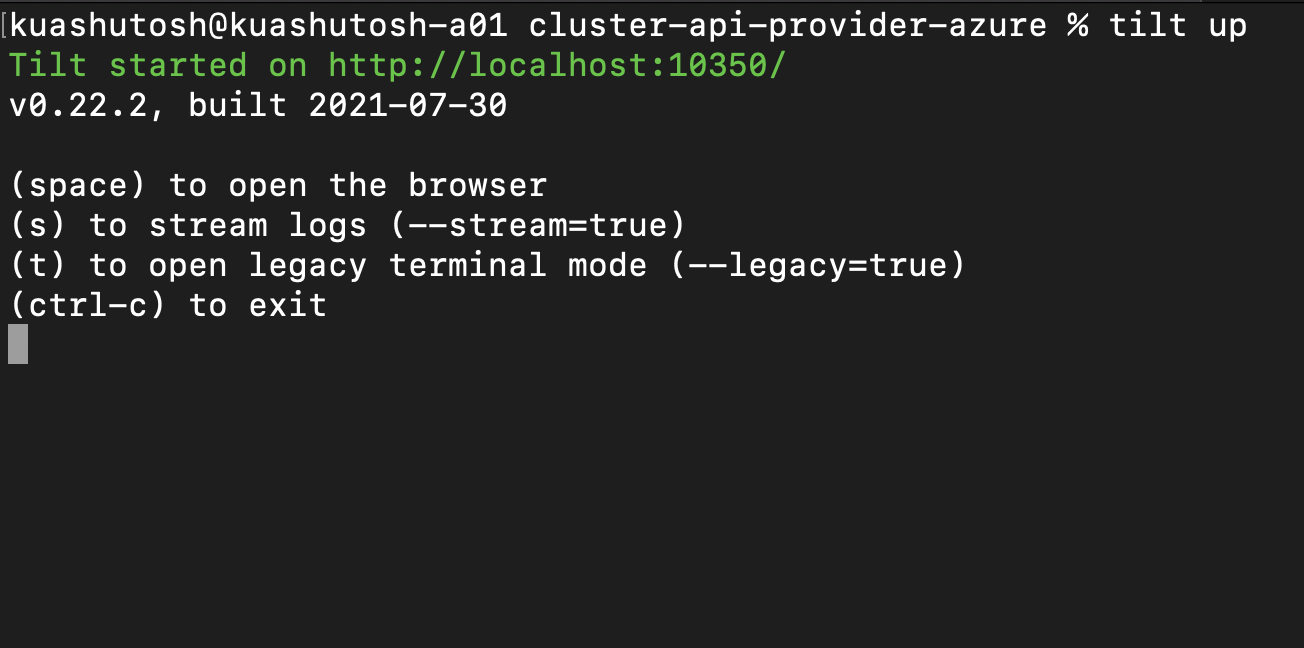 [kuashutosh@kuashutosh-a01 cluster-api-provider-azure % tilt up
Tilt started on http://localhost:10350/
v0.22.2, built 2021-07-30
(space) to open the browser
(s) to stream logs (--stream=true)
(t) to open legacy terminal mode (--legacy=true)
(ctrl-c) to exit